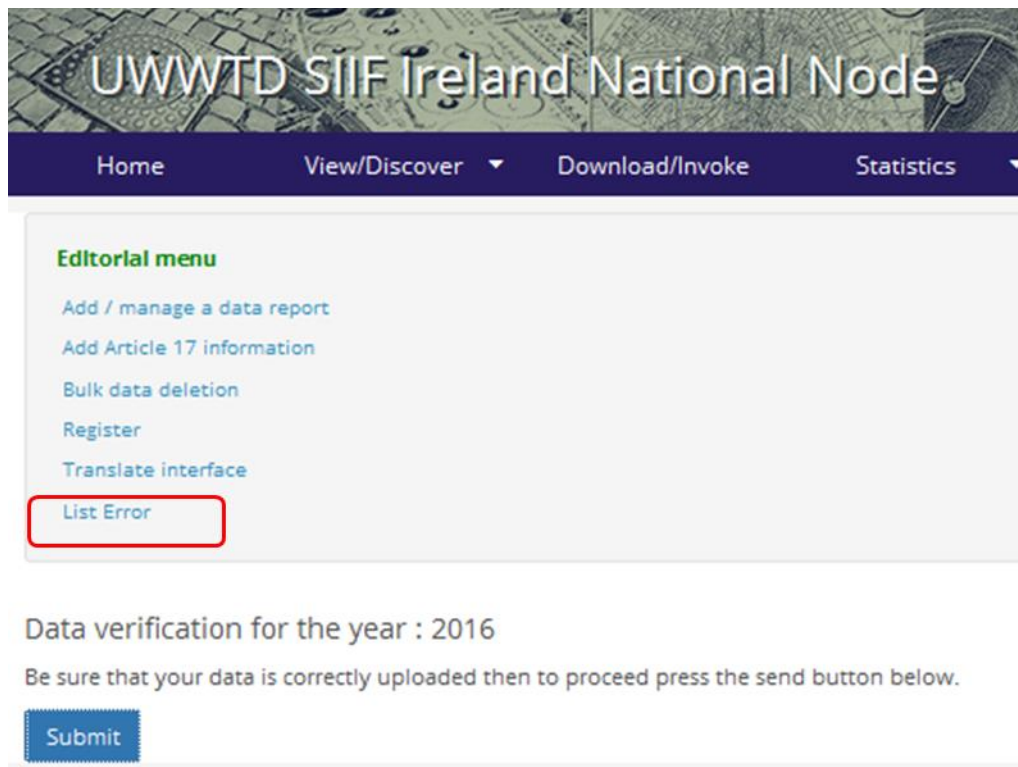 UWWTD SIIF Ireland National Node
Home View/Discover Download/Invoke Statistics
Editorial menu
Add / manage a data report
Add Article 17 information
Bulk data deletion
Register
Translate interface
List Error
Data verification for the year : 2016
Be sure that your data is correctly uploaded then to proceed press the send button below.
Submit